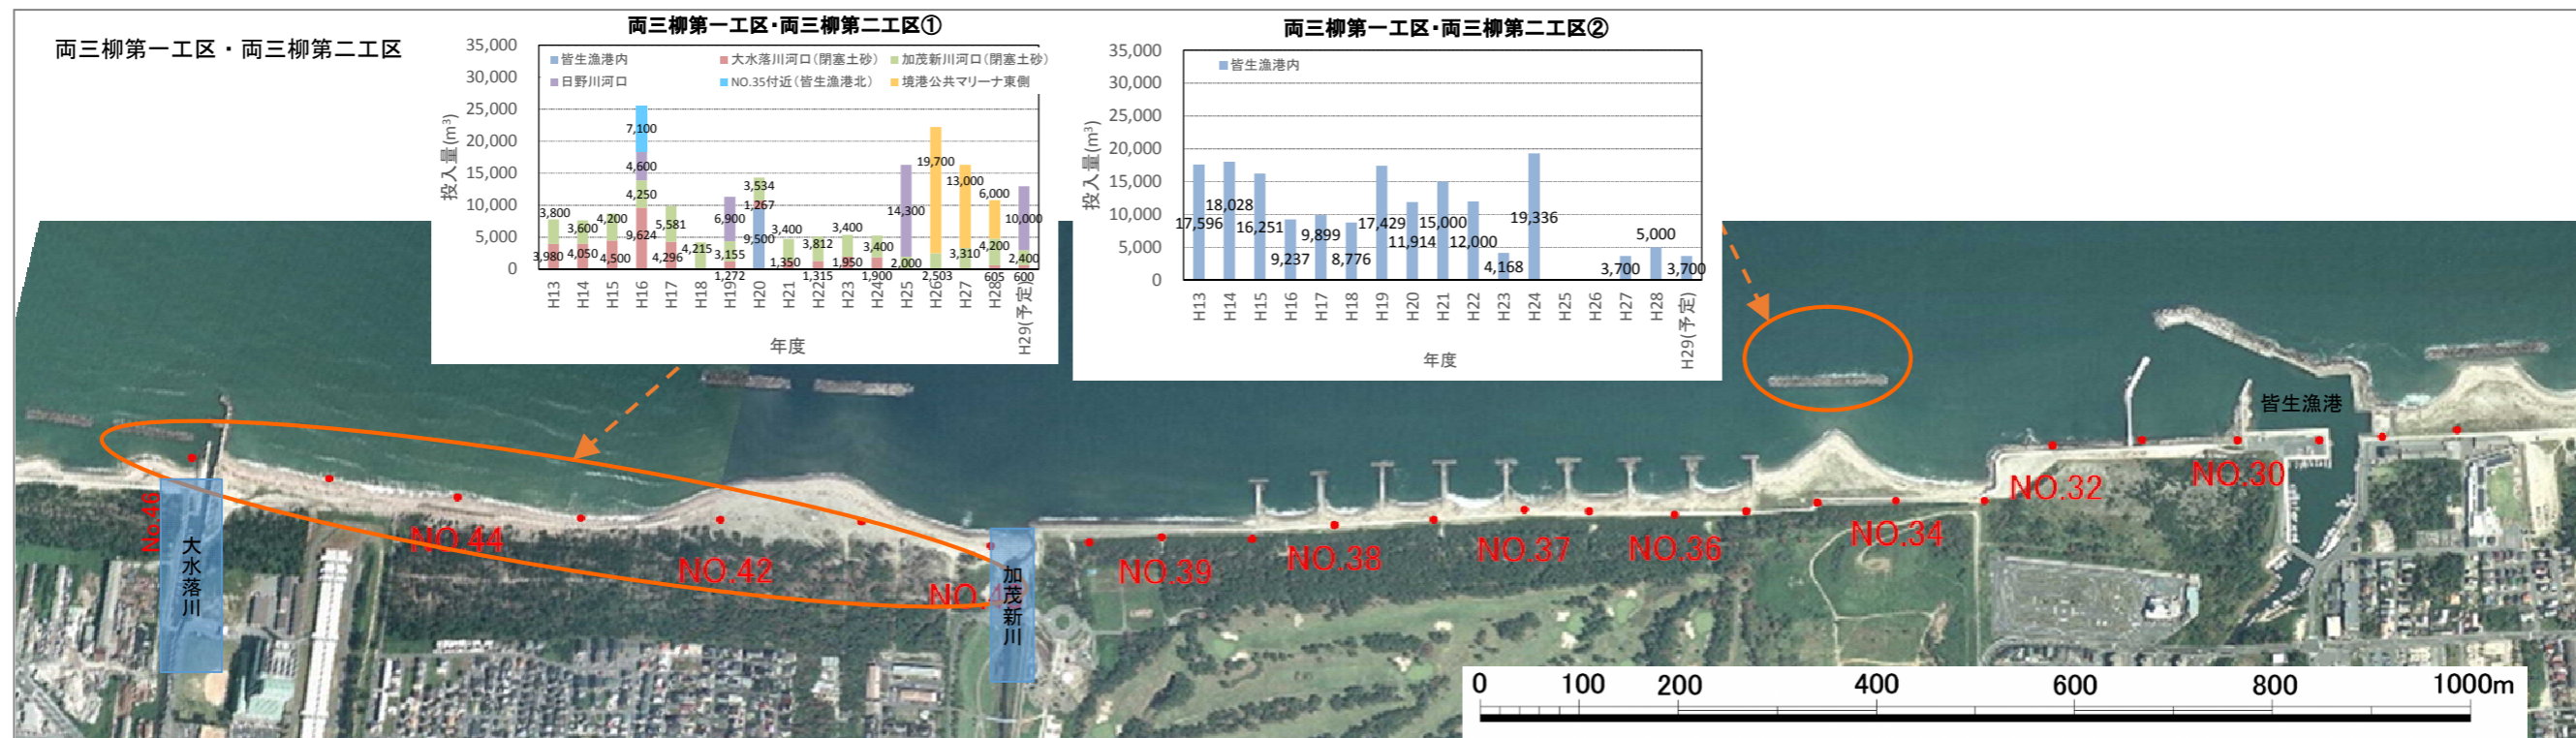 両三柳第一工区・両三柳第二工区
両三柳第一工区・両三柳第二工区①
35,000
30,000
25,000
20,000
15,000
10,000
5,000
0
投入量(m³)
皆生漁港内
大水落川河口(閉塞土砂)
加茂新川河口(閉塞土砂)
日野川河口
NO.35付近(皆生漁港北)
境港公共マリーナ東側
3,800
3,980
3,600
4,050
4,200
4,500
7,100
4,600
4,250
9,624
5,581
4,296
4,215
6,900
3,155
1,272
3,534
1,267
9,500
3,400
1,350
3,812
1,315
3,400
1,950
3,400
1,900
14,300
2,000
19,700
2,503
13,000
3,310
6,000
4,200
605
10,000
2,400
600
H13
H14
H15
H16
H17
H18
H19
H20
H21
H22
H23
H24
H25
H26
H27
H28
H29(予定)
年度
両三柳第一工区・両三柳第二工区②
35,000
30,000
25,000
20,000
15,000
10,000
5,000
0
投入量(m³)
皆生漁港内
17,596
18,028
16,251
9,237
9,899
8,776
17,429
11,914
15,000
12,000
4,168
19,336
3,700
5,000
3,700
H13
H14
H15
H16
H17
H18
H19
H20
H21
H22
H23
H24
H25
H26
H27
H28
H29(予定)
年度
皆生漁港
No.46
大水落川
NO.44
NO.42
加茂新川
NO.39
NO.38
NO.37
NO.36
NO.34
NO.32
NO.30
0 100 200 400 600 800 1000m